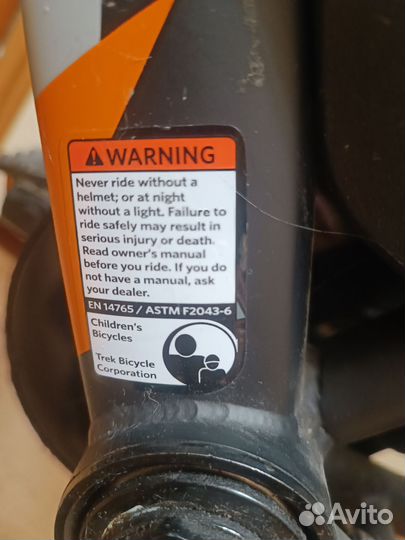 WARNING
Never ride without a
helmet; or at night
without a light. Failure to
ride safely may result in
serious injury or death.
Read owner's manual
before you ride. If you do
not have a manual, ask
your dealer.
EN 14765 / ASTM F2043-6
Children's
Bicycles
Trek Bicycle
Corporation
Avito